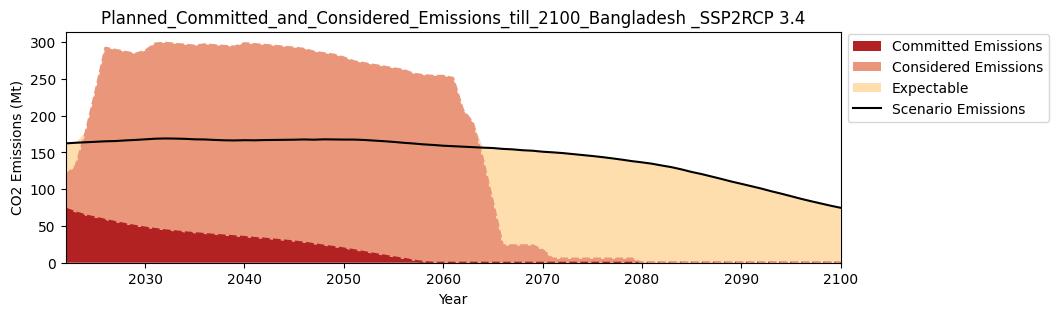 Planned_Committed_and_Considered_Emissions_till_2100_Bangladesh _SSP2RCP 3.4
Committed Emissions
Considered Emissions
Expectable
Scenario Emissions
CO2 Emissions (Mt)
300
250
200
150
100
50
0
2030 2040 2050 2060 2070 2080 2090 2100
Year